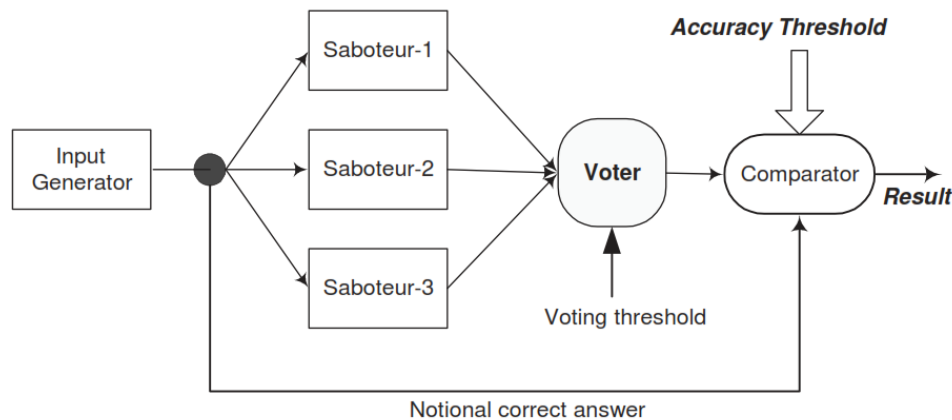 Saboteur-1
Accuracy Threshold
Input
Generator
Saboteur-2
Voter
Comparator
Result
Saboteur-3
Voting threshold
Notional correct answer